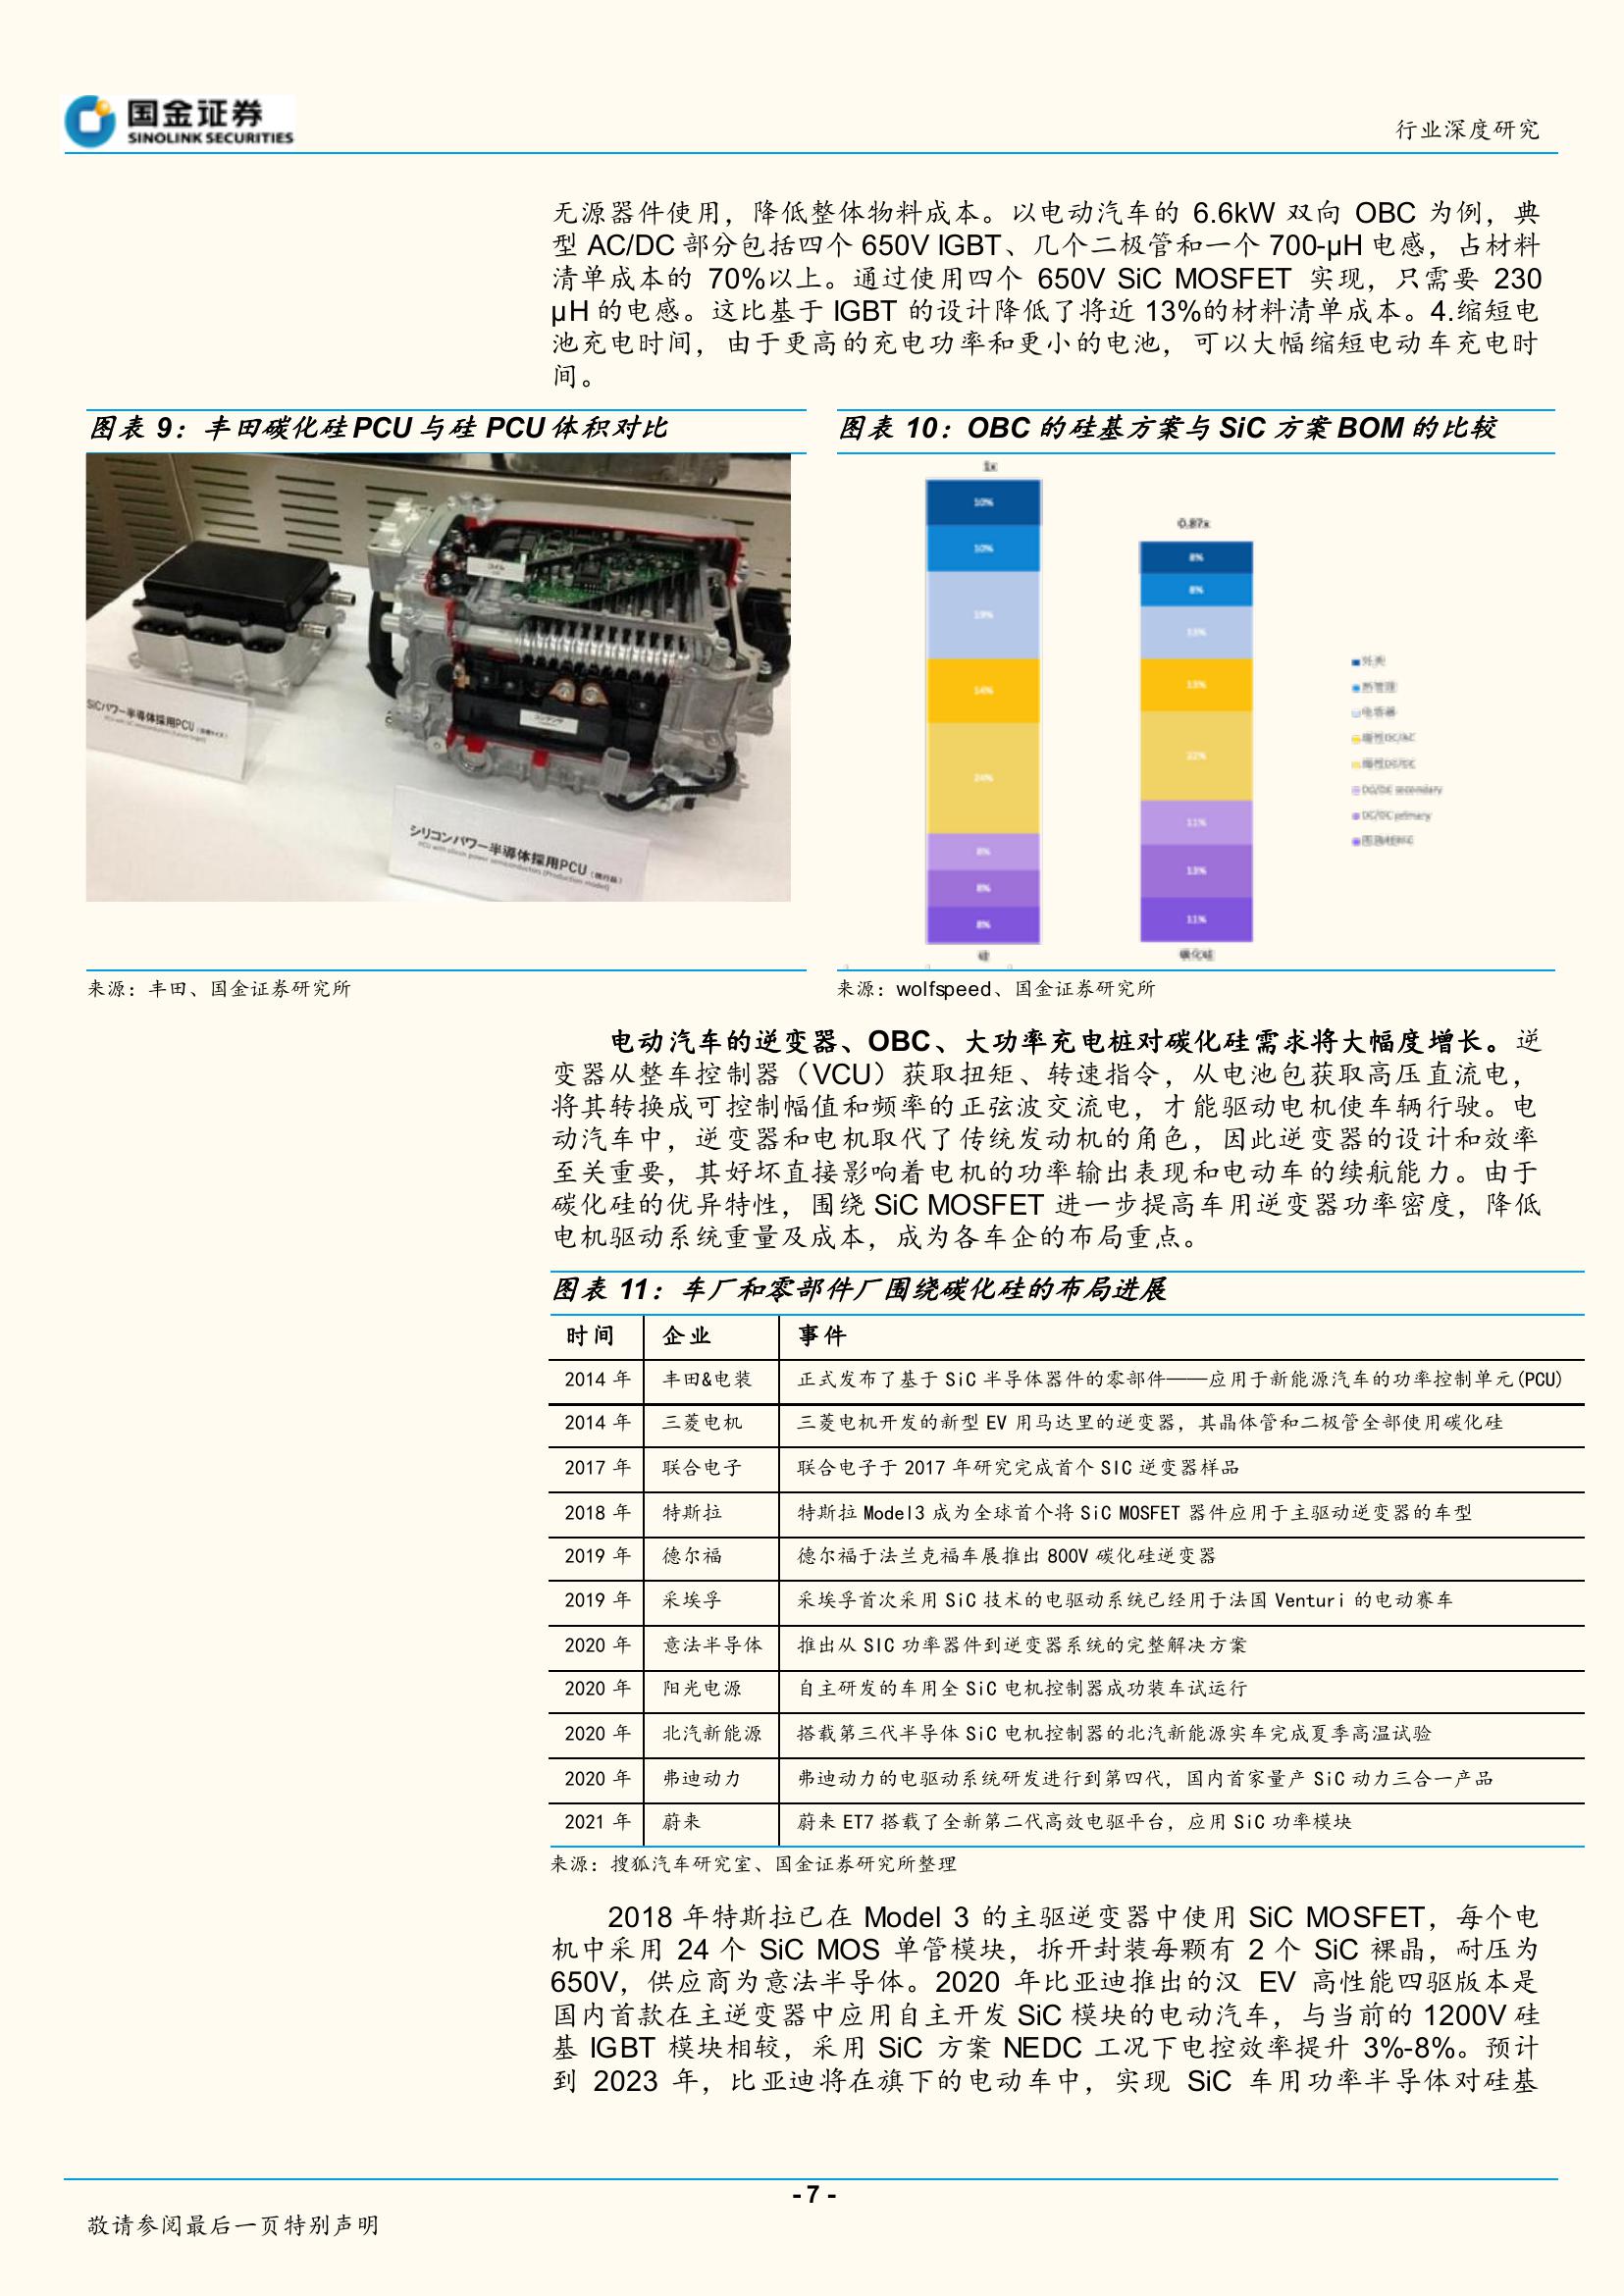 国金证券
SINOLINK SECURITIES
行业深度研究
无源器件使用，降低整体物料成本。以电动汽车的 6.6kW 双向 OBC 为例，典
型 AC/DC 部分包括四个 650V IGBT、几个二极管和一个 700-μH 电感，占材料
清单成本的 70%以上。通过使用四个 650V SiC MOSFET 实现，只需要 230
μH 的电感。这比基于 IGBT 的设计降低了将近 13%的材料清单成本。4.缩短电
池充电时间，由于更高的充电功率和更小的电池，可以大幅缩短电动车充电时
间。
图表 9：丰田碳化硅 PCU 与硅 PCU 体积对比
SiCパワー半導体採用PCU
シリコンパワー半導体採用PCU
PCU with silicon power semiconductors (Production model)
来源：丰田、国金证券研究所
图表 10：OBC 的硅基方案与 SiC 方案 BOM 的比较
1x
10%
10%
19%
14%
24%
8%
8%
8%
硅
0.87x
8%
8%
13%
13%
22%
11%
13%
11%
碳化硅
外壳
热管理
电容器
DC/DC secondary
DC/DC primary
来源：wolfspeed、国金证券研究所
电动汽车的逆变器、OBC、大功率充电桩对碳化硅需求将大幅度增长。逆
变器从整车控制器（VCU）获取扭矩、转速指令，从电池包获取高压直流电，
将其转换成可控制幅值和频率的正弦波交流电，才能驱动电机使车辆行驶。电
动汽车中，逆变器和电机取代了传统发动机的角色，因此逆变器的设计和效率
至关重要，其好坏直接影响着电机的功率输出表现和电动车的续航能力。由于
碳化硅的优异特性，围绕 SiC MOSFET 进一步提高车用逆变器功率密度，降低
电机驱动系统重量及成本，成为各车企的布局重点。
图表 11：车厂和零部件厂围绕碳化硅的布局进展
时间 企业 事件
2014 年 丰田&电装 正式发布了基于 SiC 半导体器件的零部件——应用于新能源汽车的功率控制单元(PCU)
2014 年 三菱电机 三菱电机开发的新型 EV 用马达里的逆变器，其晶体管和二极管全部使用碳化硅
2017 年 联合电子 联合电子于 2017 年研究完成首个 SIC 逆变器样品
2018 年 特斯拉 特斯拉 Model3 成为全球首个将 SiC MOSFET 器件应用于主驱动逆变器的车型
2019 年 德尔福 德尔福于法兰克福车展推出 800V 碳化硅逆变器
2019 年 采埃孚 采埃孚首次采用 SiC 技术的电驱动系统已经用于法国 Venturi 的电动赛车
2020 年 意法半导体 推出从 SIC 功率器件到逆变器系统的完整解决方案
2020 年 阳光电源 自主研发的车用全 SiC 电机控制器成功装车试运行
2020 年 北汽新能源 搭载第三代半导体 SiC 电机控制器的北汽新能源实车完成夏季高温试验
2020 年 弗迪动力 弗迪动力的电驱动系统研发进行到第四代，国内首家量产 SiC 动力三合一产品
2021 年 蔚来 蔚来 ET7 搭载了全新第二代高效电驱平台，应用 SiC 功率模块
来源：搜狐汽车研究室、国金证券研究所整理
2018 年特斯拉已在 Model 3 的主驱逆变器中使用 SiC MOSFET，每个电
机中采用 24 个 SiC MOS 单管模块，拆开封装每颗有 2 个 SiC 裸晶，耐压为
650V，供应商为意法半导体。2020 年比亚迪推出的汉 EV 高性能四驱版本是
国内首款在主逆变器中应用自主开发 SiC 模块的电动汽车，与当前的 1200V 硅
基 IGBT 模块相较，采用 SiC 方案 NEDC 工况下电控效率提升 3%-8%。预计
到 2023 年，比亚迪将在旗下的电动车中，实现 SiC 车用功率半导体对硅基
- 7 -
敬请参阅最后一页特别声明